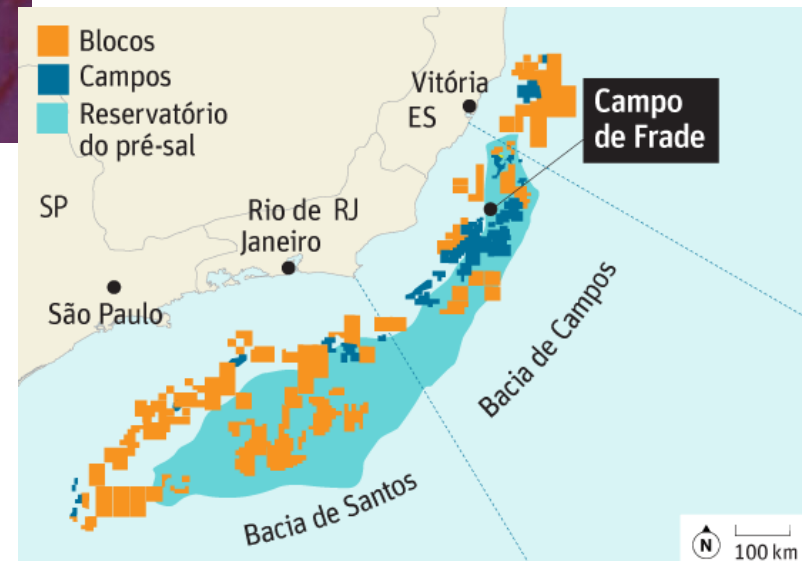 Blocos
Campos
Reservatório
do pré-sal
Vitória
ES
Campo
de Frade
SP
Rio de
Janeiro
RJ
São Paulo
Bacia de Campos
Bacia de Santos
N
100 km